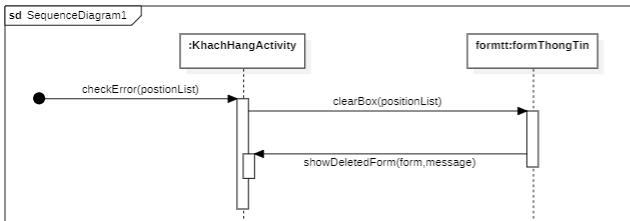 sd SequenceDiagram1
:KhachHangActivity
formtt:formThongTin
checkError(postionList)
clearBox(positionList)
showDeletedForm(form,message)